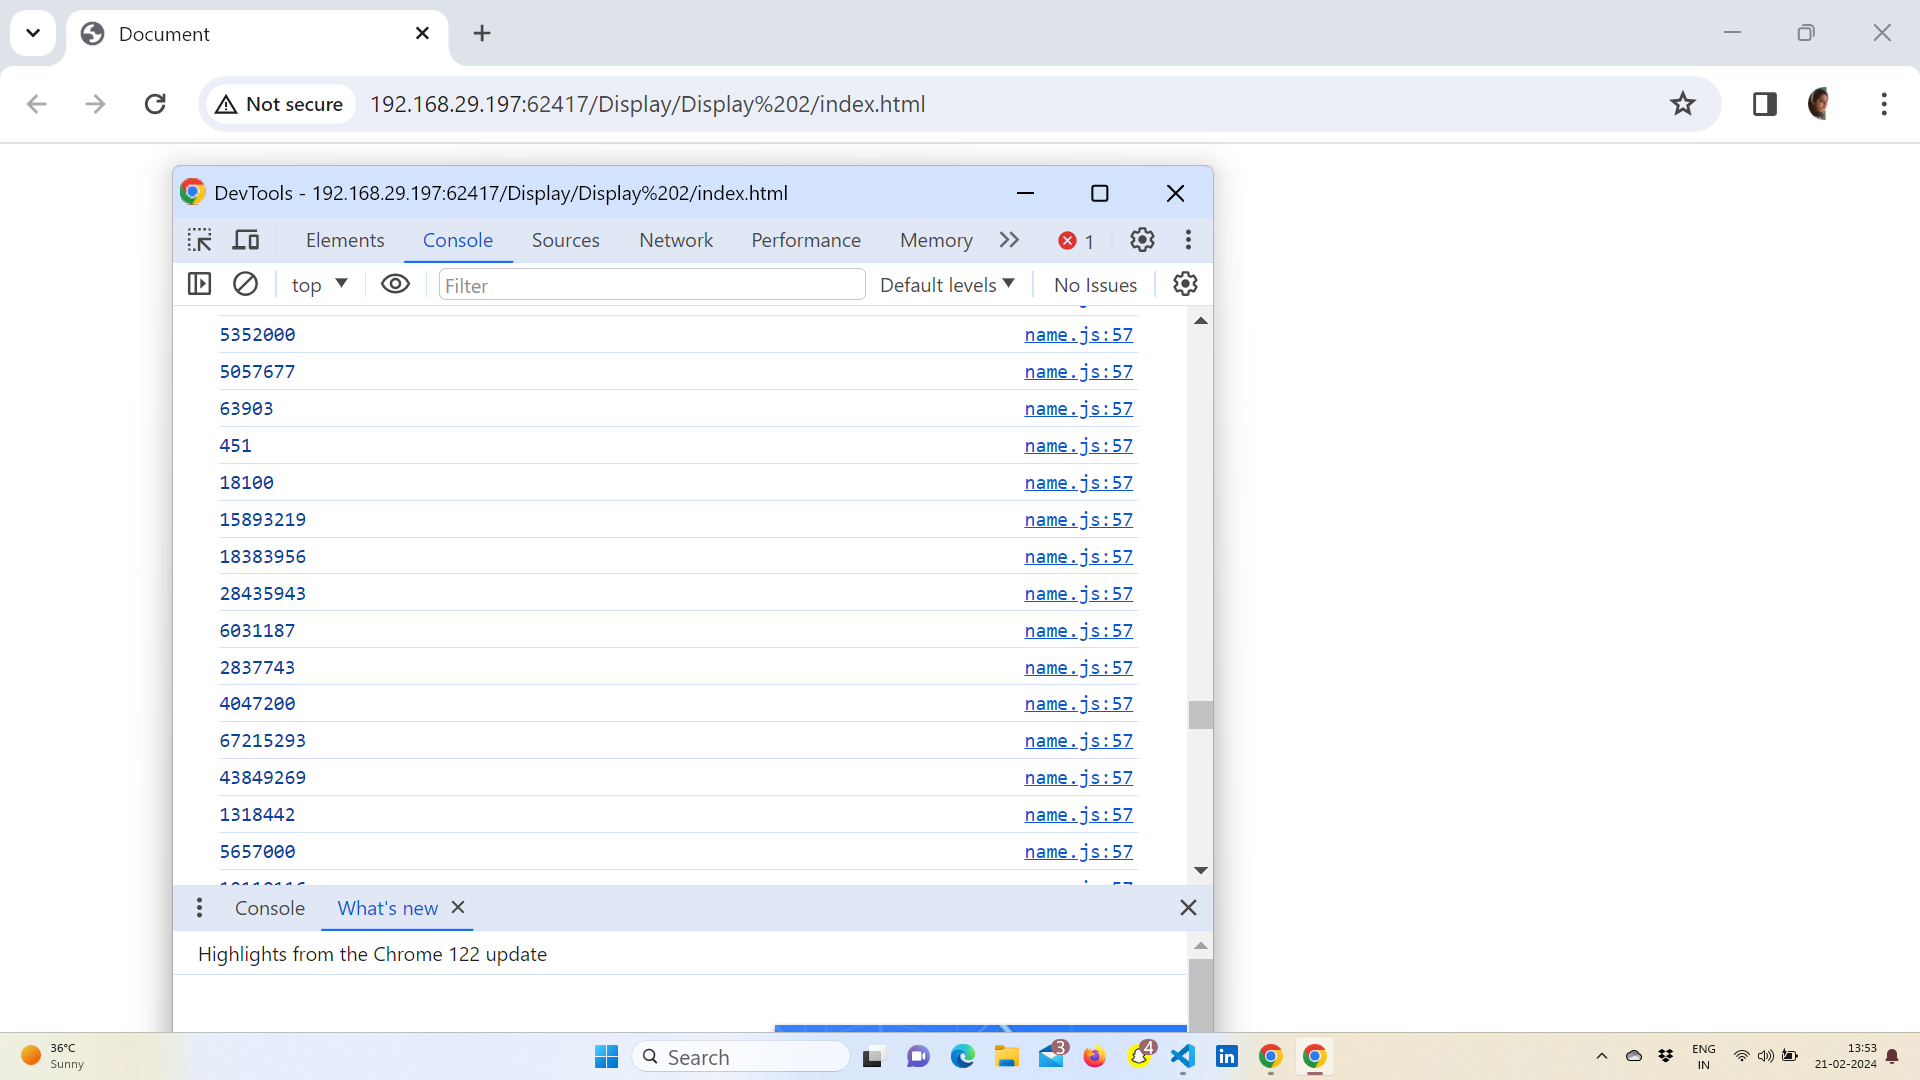 Document
Not secure
192.168.29.197:62417/Display/Display%202/index.html
DevTools - 192.168.29.197:62417/Display/Display%202/index.html
Elements Console Sources Network Performance Memory 1
top Filter Default levels No Issues
5352000 name.js:57
5057677 name.js:57
63903 name.js:57
451 name.js:57
18100 name.js:57
15893219 name.js:57
18383956 name.js:57
28435943 name.js:57
6031187 name.js:57
2837743 name.js:57
4047200 name.js:57
67215293 name.js:57
43849269 name.js:57
1318442 name.js:57
5657000 name.js:57
Console What's new
Highlights from the Chrome 122 update
36°C
Sunny
Search
3
4
in
ENG
IN
13:53
21-02-2024